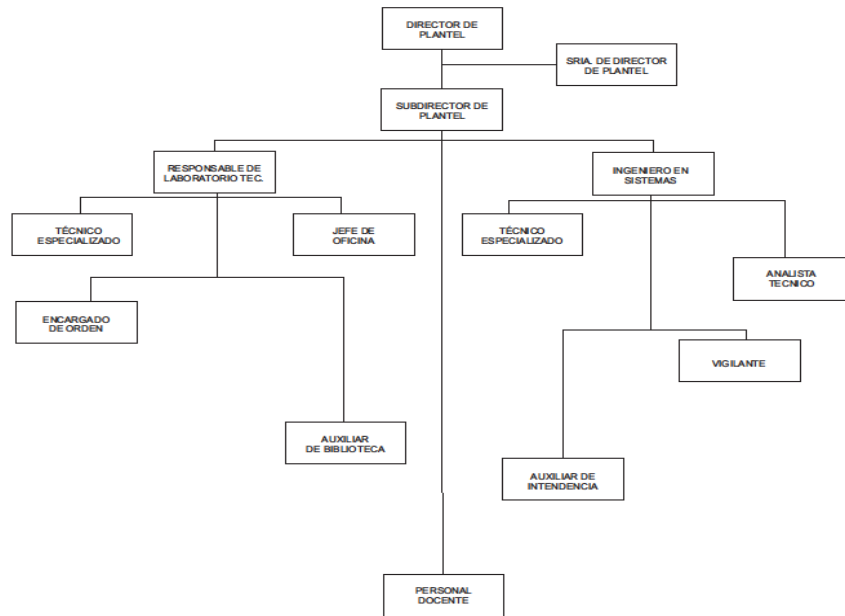 DIRECTOR DE
PLANTEL
SRIA. DE DIRECTOR
DE PLANTEL
SUBDIRECTOR DE
PLANTEL
RESPONSABLE DE
LABORATORIO TEC.
INGENIERO EN
SISTEMAS
TÉCNICO
ESPECIALIZADO
JEFE DE
OFICINA
TÉCNICO
ESPECIALIZADO
ANALISTA
TECNICO
ENCARGADO
DE ORDEN
VIGILANTE
AUXILIAR
DE BIBLIOTECA
AUXILIAR DE
INTENDENCIA
PERSONAL
DOCENTE